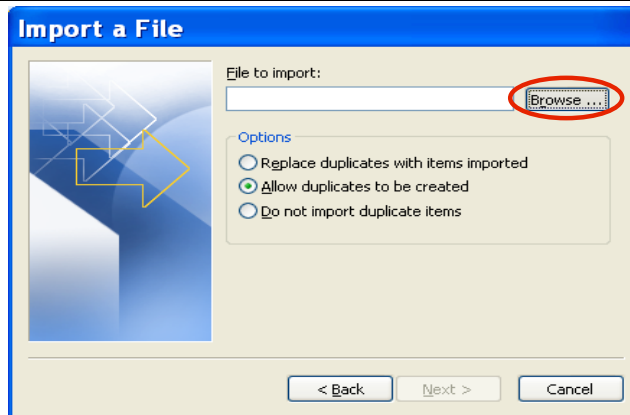 Import a File
File to import:
Browse ...
Options
Replace duplicates with items imported
Allow duplicates to be created
Do not import duplicate items
< Back Next > Cancel